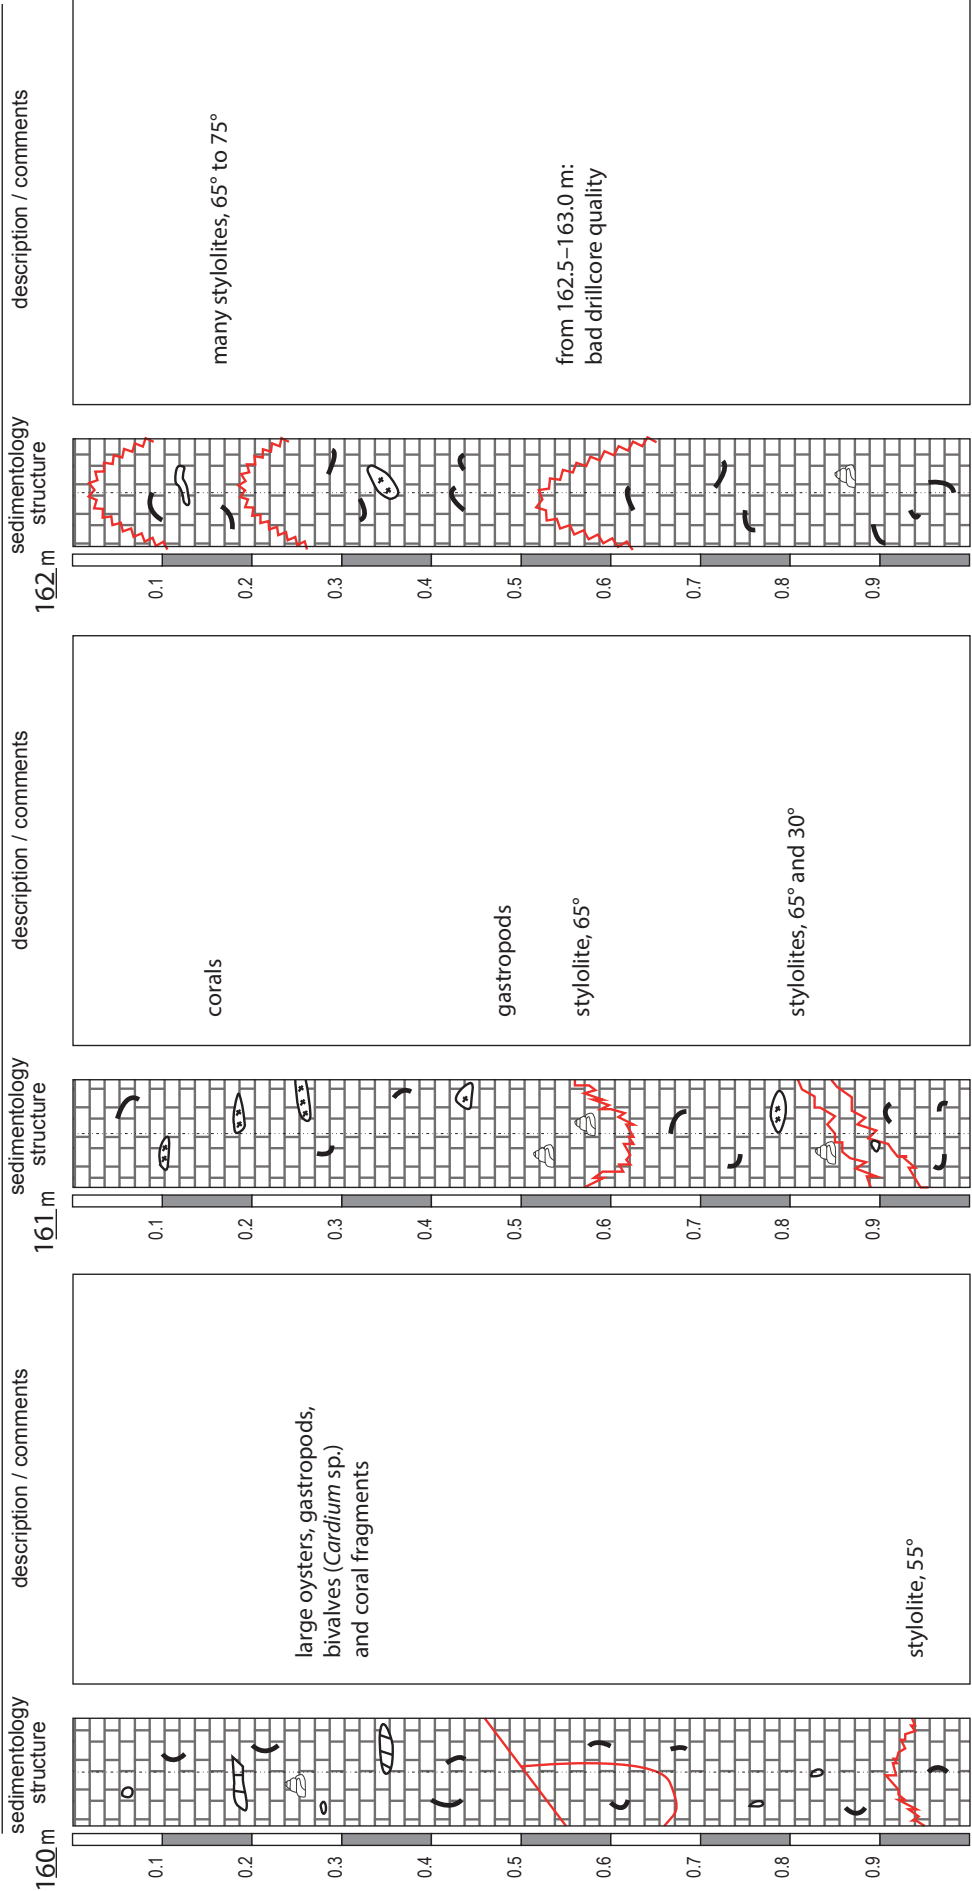 160 m
sedimentology
structure
description / comments
0.1
0.2
0.3
0.4
0.5
0.6
0.7
0.8
0.9
large oysters, gastropods,
bivalves (Cardium sp.)
and coral fragments
stylolite, 55°
161 m
sedimentology
structure
description / comments
0.1
0.2
0.3
0.4
0.5
0.6
0.7
0.8
0.9
corals
gastropods
stylolite, 65°
stylolites, 65° and 30°
162 m
sedimentology
structure
description / comments
0.1
0.2
0.3
0.4
0.5
0.6
0.7
0.8
0.9
many stylolites, 65° to 75°
from 162.5–163.0 m:
bad drillcore quality